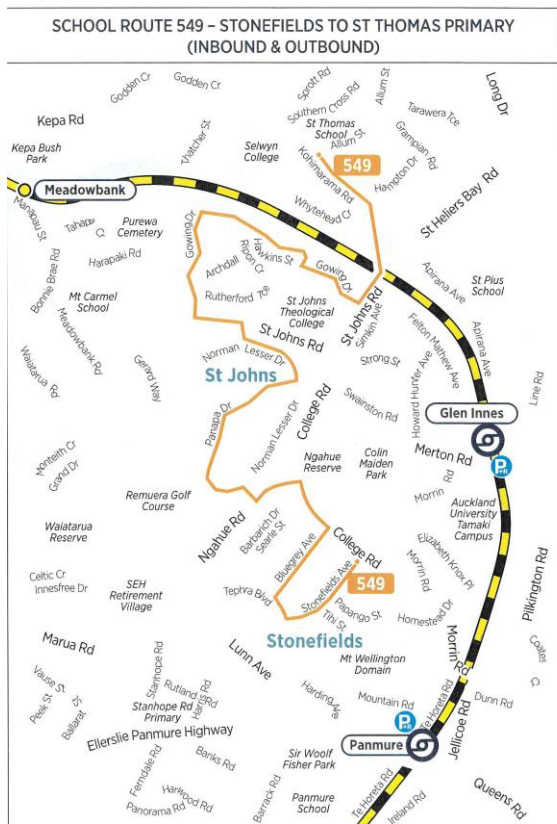 SCHOOL ROUTE 549 – STONEFIELDS TO ST THOMAS PRIMARY
(INBOUND & OUTBOUND)
Godden Cr
Godden Cr
Sprott Rd
Southern Cross Rd
Allum St
Long Dr
Tarawera Tce
Kepa Rd
St Thomas
School
Allum St
Grampian Rd
Thatcher St
Kepa Bush
Park
Selwyn
College
549
Kohimarama Rd
Hampton Dr
Meadowbank
Whytehead Cr
St Heliers Bay Rd
Manapau St
Purewa
Cemetery
Gowing Dr
Harapaki Rd
Hawkins St
Ripon Cr
Archdall
Gowing Dr
Apirana Ave
St Pius
School
Bonnie Brae Rd
Mt Carmel
School
Rutherford Tce
St Johns
Theological
College
St Johns Rd
Simkin Ave
Meadowbank Rd
St Johns Rd
Felton Mathew Ave
Apirana Ave
Waiatarua Rd
Gerard Way
Norman Lesser Dr
Strong St
Howard Hunter Ave
Line Rd
St Johns
College Rd
Swainston Rd
Glen Innes
Panapa Dr
Norman Lesser Dr
Merton Rd
Monteith Cr
Grand Dr
Ngahue
Reserve
Colin
Maiden
Park
P+R
Morrin Rd
Remuera Golf
Course
Auckland
University
Tamaki
Campus
Waiatarua
Reserve
Ngahue Rd
Barbarich Dr
Searle St
Bluegrey Ave
College Rd
Elizabeth Knox Pl
Morrin Rd
Pilkington Rd
Celtic Cr
Innesfree Dr
SEH
Retirement
Village
Tephra Blvd
Stonefields Ave
549
Papango St
Tihi St
Homestead Dr
Stonefields
Marua Rd
Lunn Ave
Mt Wellington
Domain
Morrin Rd
Vause St
Stanhope Rd
Rutland Rd
Harding Ave
Mountain Rd
Te Horeta Rd
Dunn Rd
Peek St
Ballarat St
Stanhope Rd
Primary
P+R
Jellicoe Rd
Ellerslie Panmure Highway
Panmure
Ferndale Rd
Banks Rd
Sir Woolf
Fisher Park
Harwood Rd
Panorama Rd
Barrack Rd
Panmure
School
Te Horeta Rd
Ireland Rd
Queens Rd